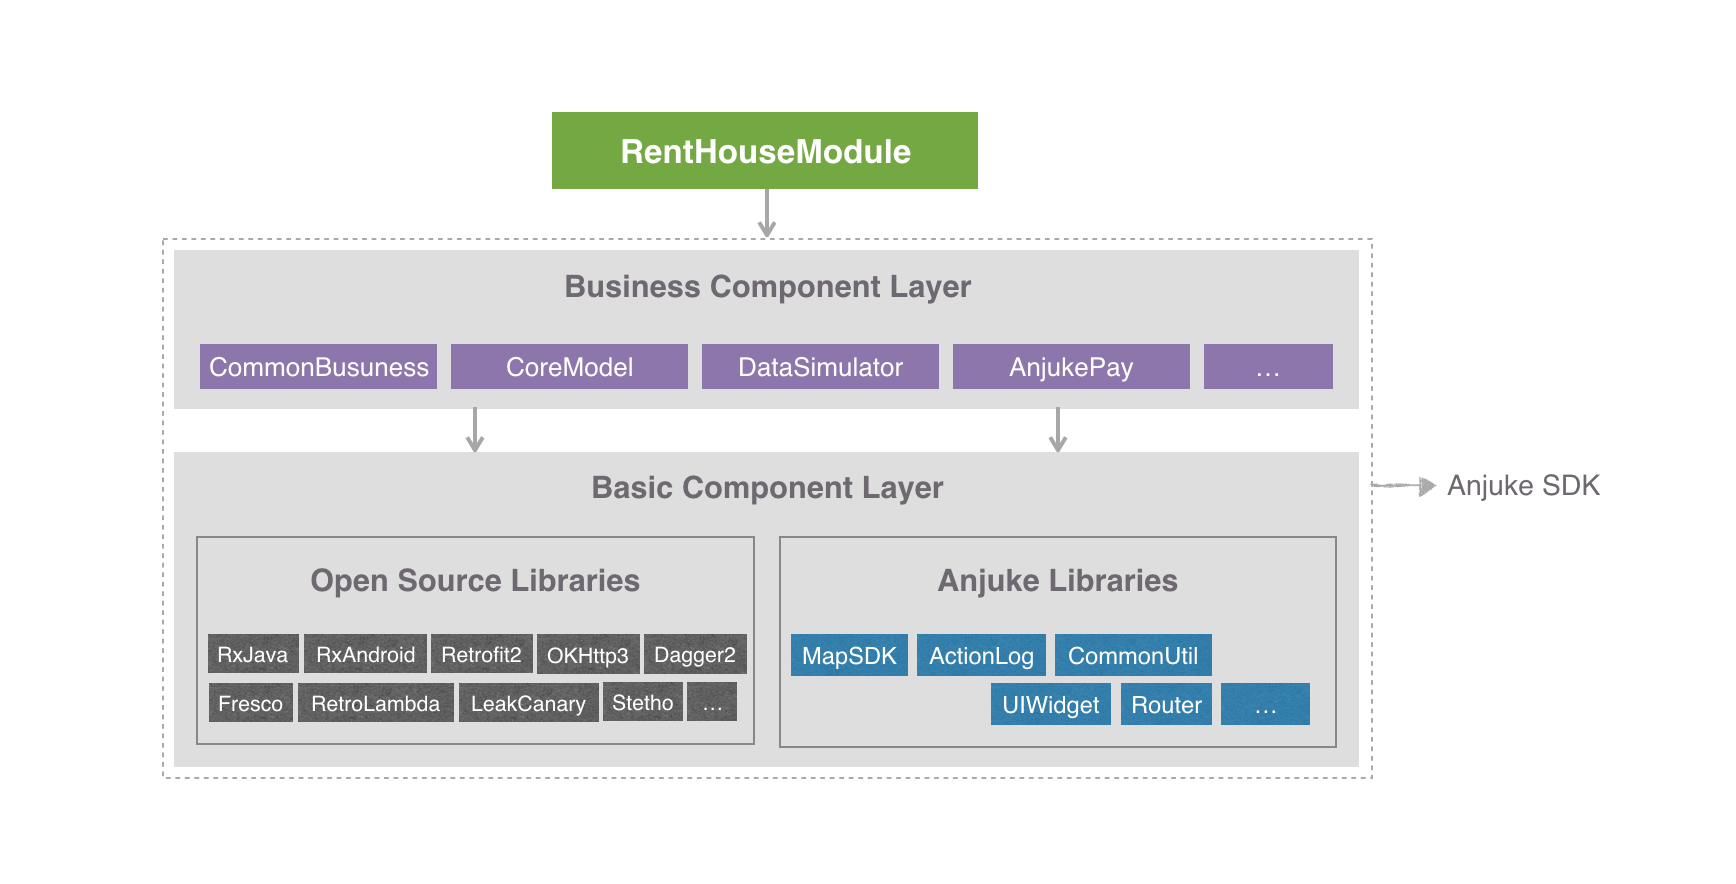 RentHouseModule
Business Component Layer
CommonBusuness CoreModel DataSimulator AnjukePay ...
Basic Component Layer
Anjuke SDK
Open Source Libraries
RxJava RxAndroid Retrofit2 OKHttp3 Dagger2
Fresco RetroLambda LeakCanary Stetho ...
Anjuke Libraries
MapSDK ActionLog CommonUtil
UIWidget Router ...